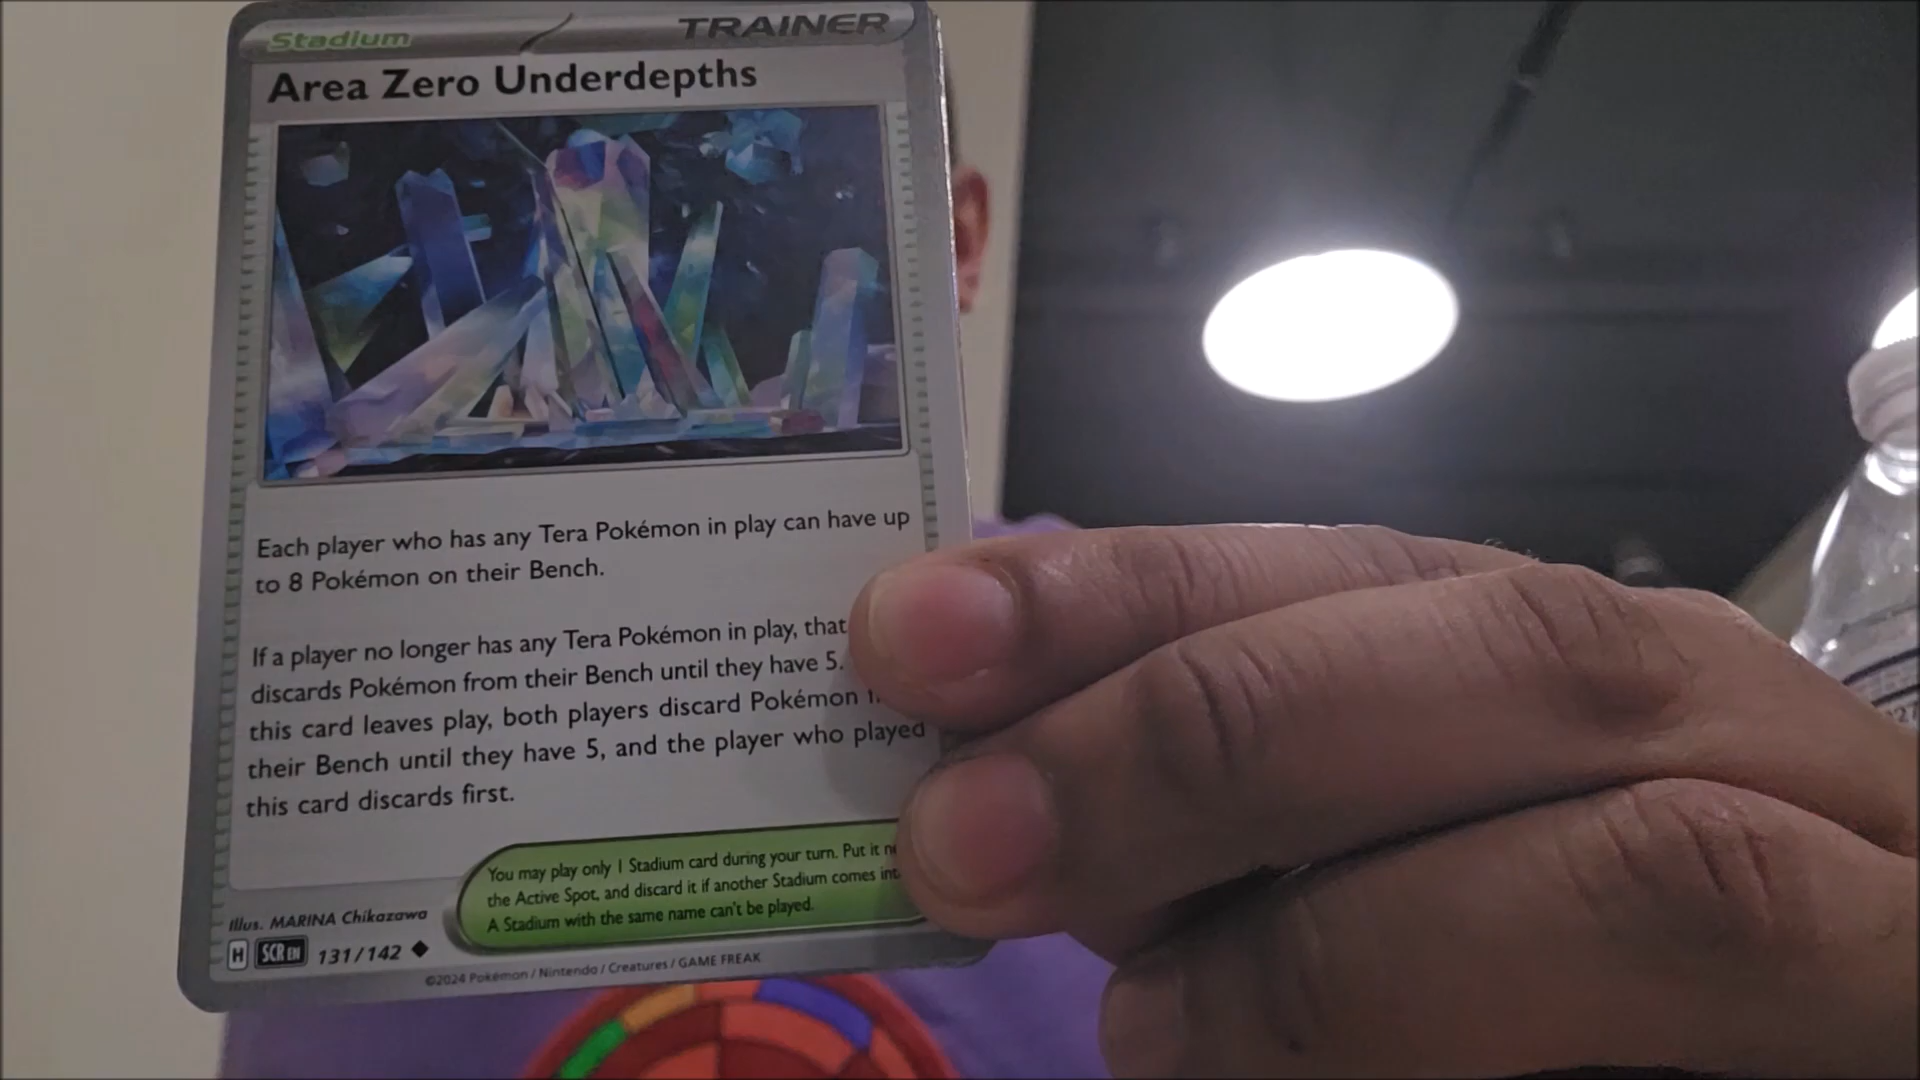 Stadium TRAINER
Area Zero Underdepths
Each player who has any Tera Pokémon in play can have up
to 8 Pokémon on their Bench.
If a player no longer has any Tera Pokémon in play, that
discards Pokémon from their Bench until they have 5.
this card leaves play, both players discard Pokémon
their Bench until they have 5, and the player who played
this card discards first.
You may play only 1 Stadium card during your turn. Put it
the Active Spot, and discard it if another Stadium comes
A Stadium with the same name can't be played.
Illus. MARINA Chikazawa
H SCR EN 131/142 ◆
©2024 Pokémon / Nintendo / Creatures / GAME FREAK